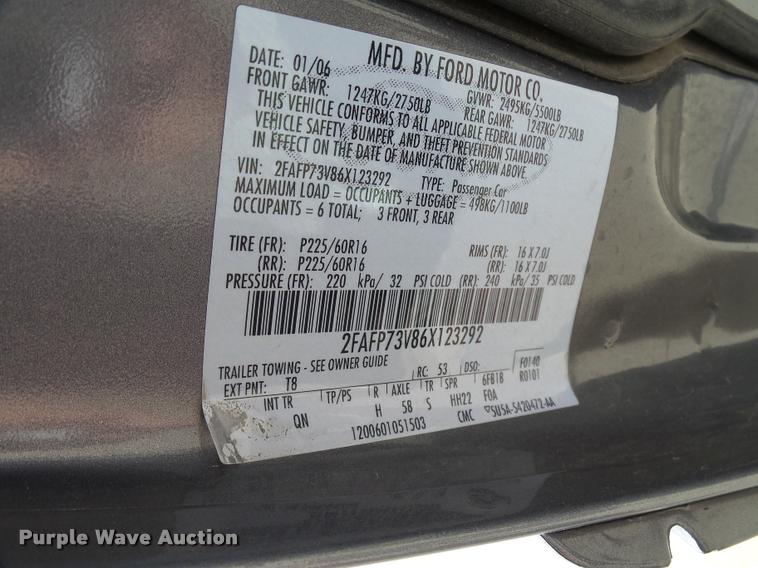 MFD. BY FORD MOTOR CO.
DATE: 01/06 GVWR: 2495KG/5500LB
FRONT GAWR: 1247KG/2750LB REAR GAWR: 1247KG/2750LB
THIS VEHICLE CONFORMS TO ALL APPLICABLE FEDERAL MOTOR
VEHICLE SAFETY, BUMPER, AND THEFT PREVENTION STANDARDS
IN EFFECT ON THE DATE OF MANUFACTURE SHOWN ABOVE.
VIN: 2FAFP73V86X123292 TYPE: Passenger Car
MAXIMUM LOAD = OCCUPANTS + LUGGAGE = 498KG/1100LB
OCCUPANTS = 6 TOTAL; 3 FRONT, 3 REAR
TIRE (FR): P225/60R16 RIMS (FR): 16 X 7.0J
(RR): P225/60R16 (RR): 16 X 7.0J
PRESSURE (FR): 220 kPa/ 32 PSI COLD (RR): 240 kPa/ 35 PSI COLD
2FAFP73V86X123292
TRAILER TOWING - SEE OWNER GUIDE
EXT PNT: T8 RC: 53 DSO: F0140
R0101
INT TR TP/PS R AXLE TR SPR 6FB1B
QN H 58 S HH22 FOA
1200601051503 CMC 5U5A-5420472-AA
Purple Wave Auction®